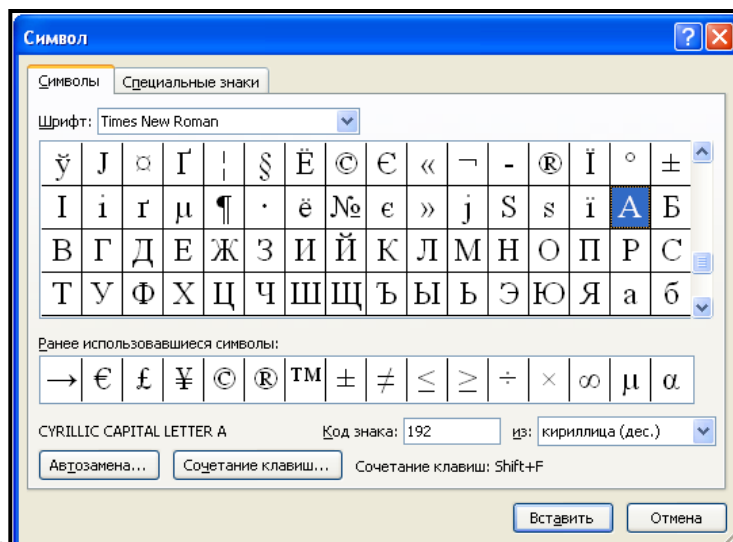 Символ
Символы Специальные знаки
Шрифт: Times New Roman
ў Ј ¤ Ґ ¦ § Ё © Є « ¬ - ® Ї ° ±
І і ґ µ ¶ · ё № є » ј Ѕ ѕ ї А Б
В Г Д Е Ж З И Й К Л М Н О П Р С
Т У Ф Х Ц Ч Ш Щ Ъ Ы Ь Э Ю Я а б
Ранее использовавшиеся символы:
→ € £ ¥ © ® ™ ± ≠ ≤ ≥ ÷ × ∞ µ α
CYRILLIC CAPITAL LETTER A Код знака: 192 из: кириллица (дес.)
Автозамена... Сочетание клавиш... Сочетание клавиш: Shift+F
Вставить Отмена